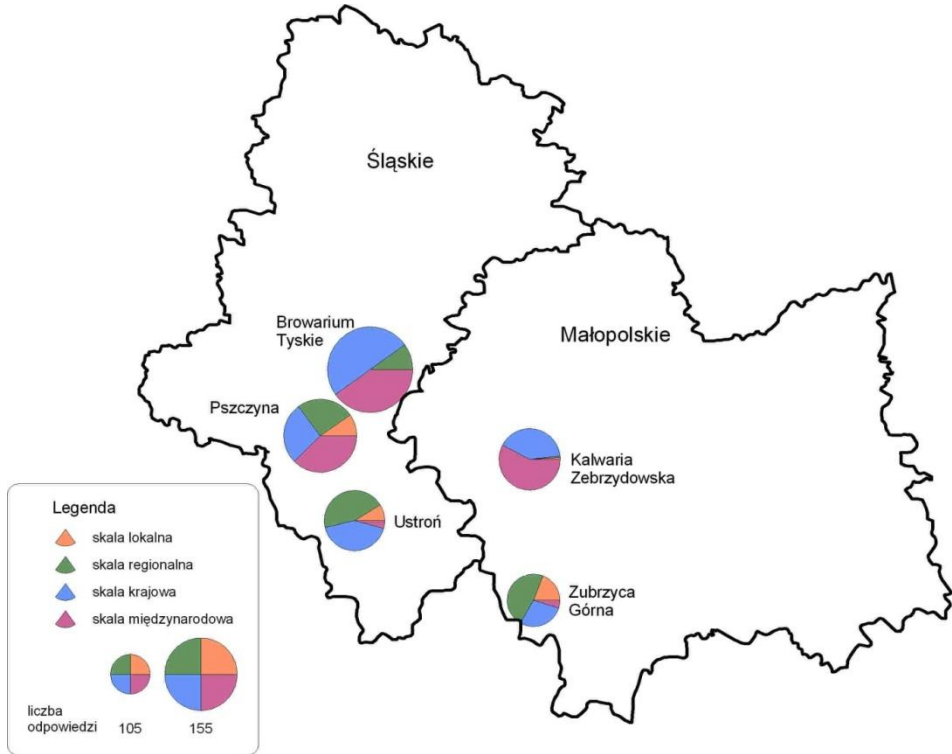 Śląskie
Browarium
Tyskie
Małopolskie
Pszczyna
Kalwaria
Zebrzydowska
Ustroń
Zubrzyca
Górna
Legenda
skala lokalna
skala regionalna
skala krajowa
skala międzynarodowa
liczba
odpowiedzi 105 155